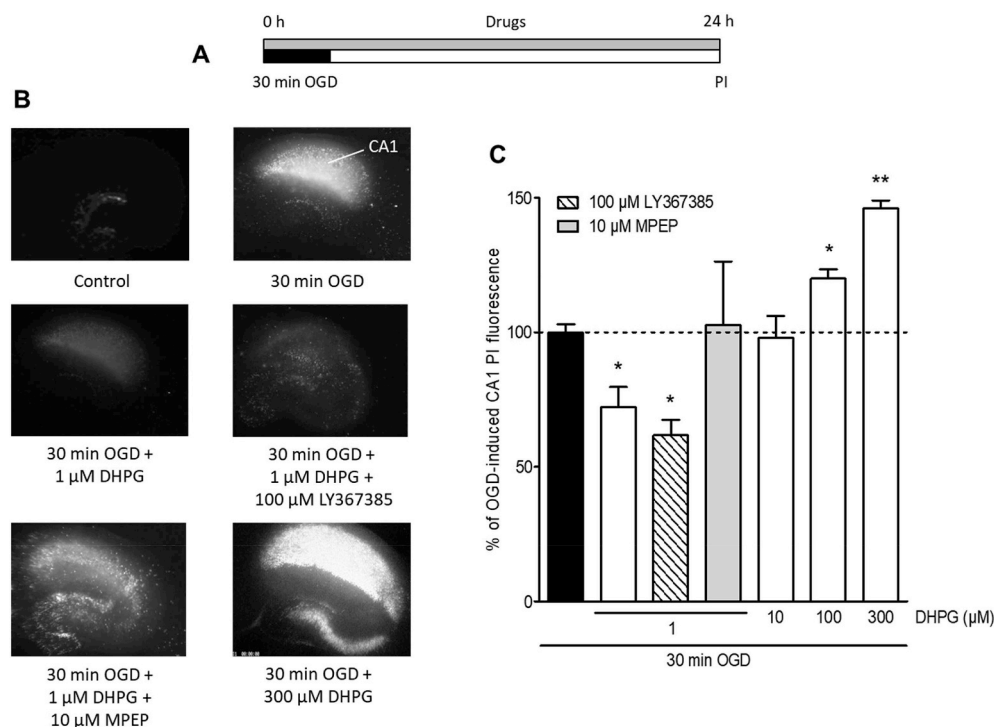 0 h Drugs 24 h
A
30 min OGD PI
B
CA1
Control
30 min OGD
30 min OGD +
1 µM DHPG
30 min OGD +
1 µM DHPG +
100 µM LY367385
30 min OGD +
1 µM DHPG +
10 µM MPEP
30 min OGD +
300 µM DHPG
C
% of OGD-induced CA1 PI fluorescence
150
100
50
0
100 µM LY367385
10 µM MPEP
*
*
*
**
1
10 100 300 DHPG (µM)
30 min OGD